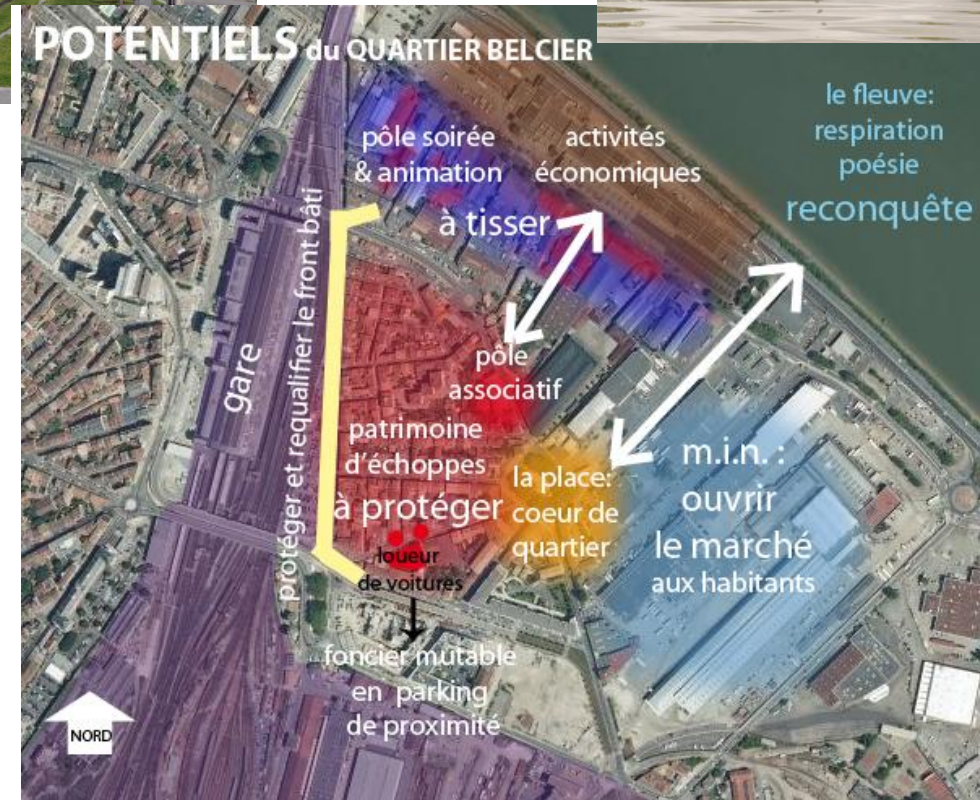 POTENTIELS du QUARTIER BELCIER
le fleuve:
respiration
poésie
reconquête
pôle soirée
& animation
activités
économiques
à tisser
gare
protéger et requalifier le front bâti
pôle
associatif
patrimoine
d'échoppes
à protéger
la place:
coeur de
quartier
m.i.n. :
ouvrir
le marché
aux habitants
loueur
de voitures
foncier mutable
en parking
de proximité
NORD